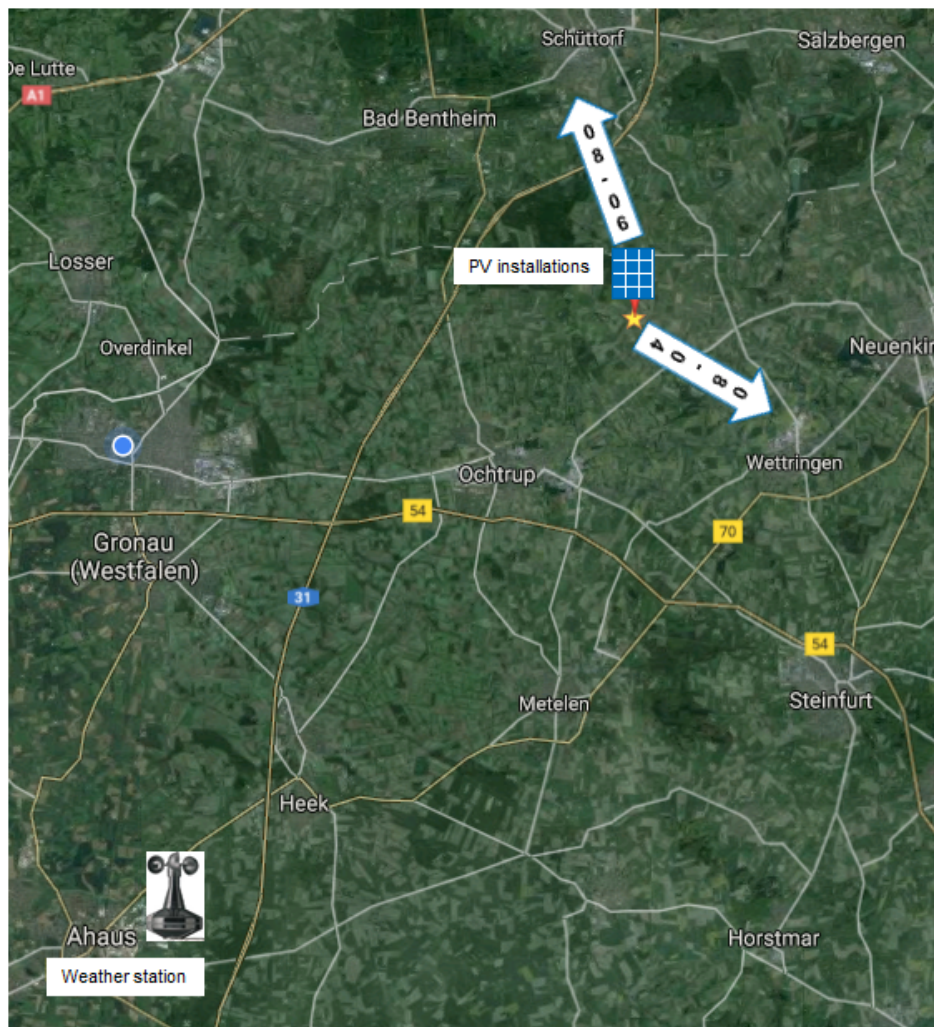 De Lutte
A1
Schüttorf
Salzbergen
Bad Bentheim
08-06
Losser
PV installations
Overdinkel
08-04
Ochtrup
Wettringen
54
70
Gronau
(Westfalen)
31
54
Metelen
Steinfurt
Heek
Ahaus
Horstmar
Weather station